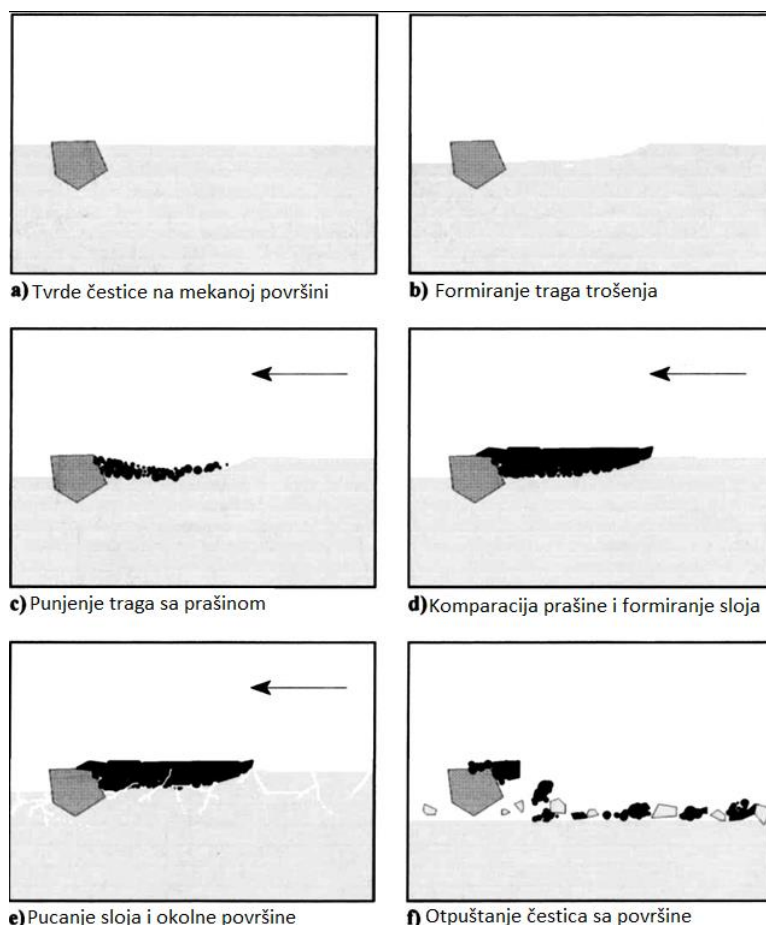 a) Tvrde čestice na mekanoj površini
b) Formiranje traga trošenja
c) Punjenje traga sa prašinom
d) Komparacija prašine i formiranje sloja
e) Pucanje sloja i okolne površine
f) Otpuštanje čestica sa površine